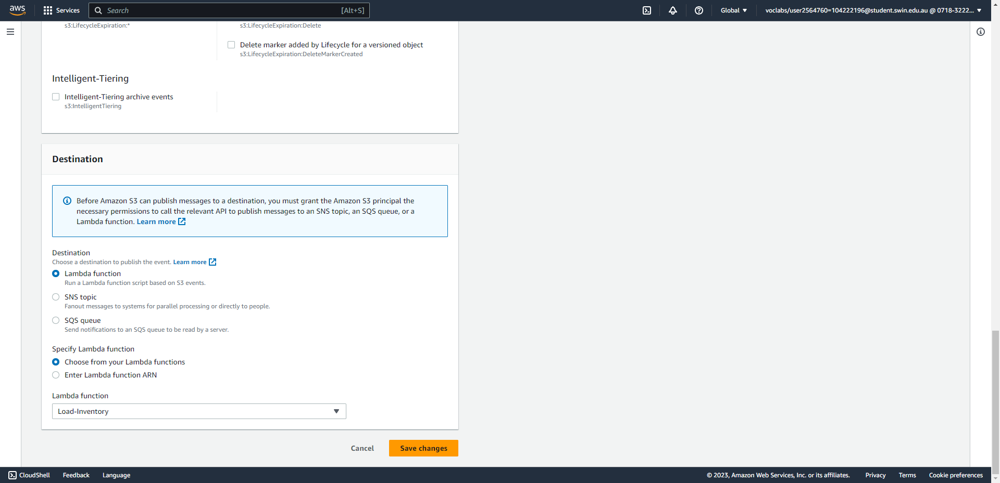 aws
Services
Search
[Alt+S]
Global
voclabs/user2564760=104222196@student.swin.edu.au @ 0718-3222...
s3:LifecycleExpiration:*
s3:LifecycleExpiration:Delete
Delete marker added by Lifecycle for a versioned object
s3:LifecycleExpiration:DeleteMarkerCreated
Intelligent-Tiering
Intelligent-Tiering archive events
s3:IntelligentTiering
Destination
Before Amazon S3 can publish messages to a destination, you must grant the Amazon S3 principal the
necessary permissions to call the relevant API to publish messages to an SNS topic, an SQS queue, or a
Lambda function. Learn more
Destination
Choose a destination to publish the event. Learn more
Lambda function
Run a Lambda function script based on S3 events.
SNS topic
Fanout messages to systems for parallel processing or directly to people.
SQS queue
Send notifications to an SQS queue to be read by a server.
Specify Lambda function
Choose from your Lambda functions
Enter Lambda function ARN
Lambda function
Load-Inventory
Cancel
Save changes
CloudShell
Feedback
Language
© 2023, Amazon Web Services, Inc. or its affiliates.
Privacy
Terms
Cookie preferences